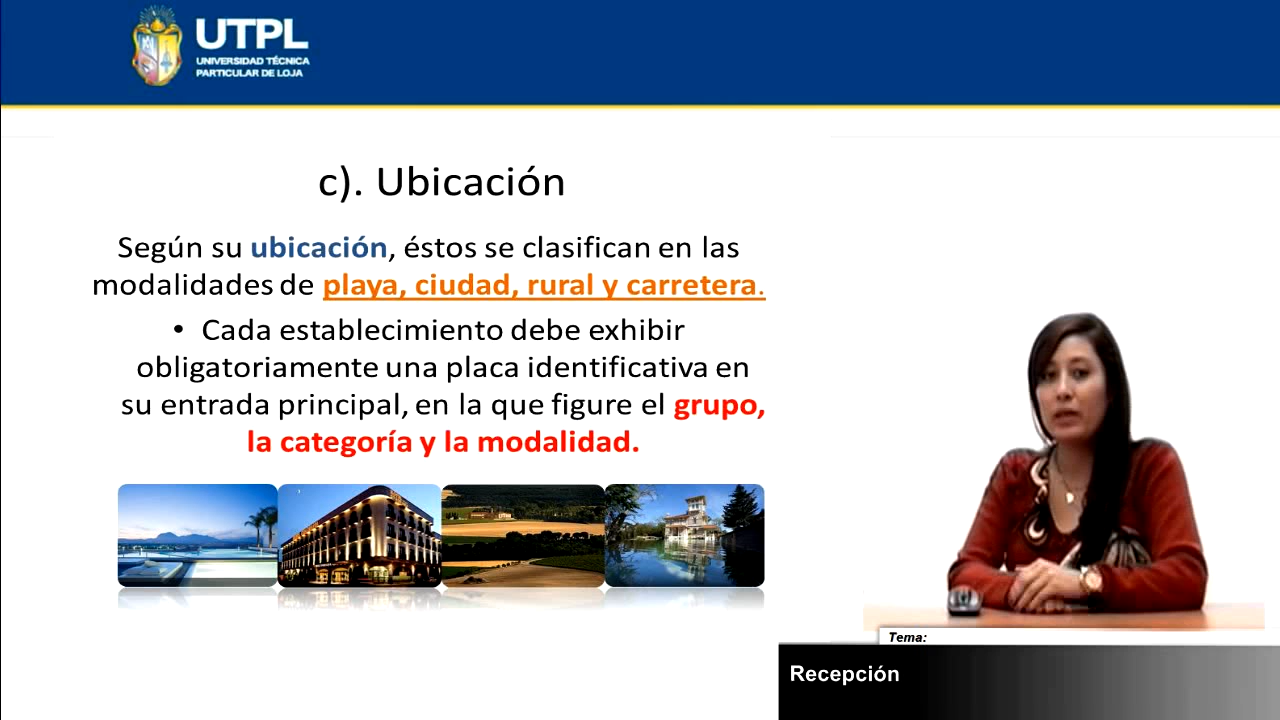 UTPL
UNIVERSIDAD TÉCNICA
PARTICULAR DE LOJA
c). Ubicación
Según su ubicación, éstos se clasifican en las
modalidades de playa, ciudad, rural y carretera.
• Cada establecimiento debe exhibir
obligatoriamente una placa identificativa en
su entrada principal, en la que figure el grupo,
la categoría y la modalidad.
Tema:
Recepción